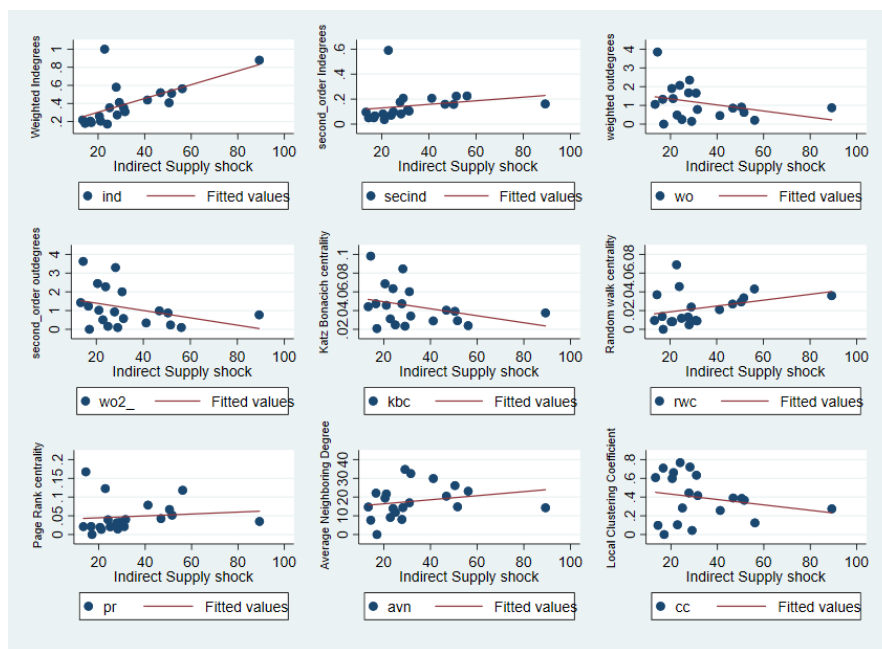 Weighted Indegrees
.2 .4 .6 .8 1
20 40 60 80 100
Indirect Supply shock
ind Fitted values
second_order Indegrees
0 .2 .4 .6
20 40 60 80 100
Indirect Supply shock
secind Fitted values
weighted outdegrees
0 1 2 3 4
20 40 60 80 100
Indirect Supply shock
wo Fitted values
second_order outdegrees
0 1 2 3 4
20 40 60 80 100
Indirect Supply shock
wo2_ Fitted values
Katz Bonacich centrality
.02.04.06.08 .1
20 40 60 80 100
Indirect Supply shock
kbc Fitted values
Random walk centrality
0 .02.04.06.08
20 40 60 80 100
Indirect Supply shock
rwc Fitted values
Page Rank centrality
0 .05 .1 .15 .2
20 40 60 80 100
Indirect Supply shock
pr Fitted values
Average Neighboring Degree
0 10 20 30 40
20 40 60 80 100
Indirect Supply shock
avn Fitted values
Local Clustering Coefficient
0 .2 .4 .6 .8
20 40 60 80 100
Indirect Supply shock
cc Fitted values